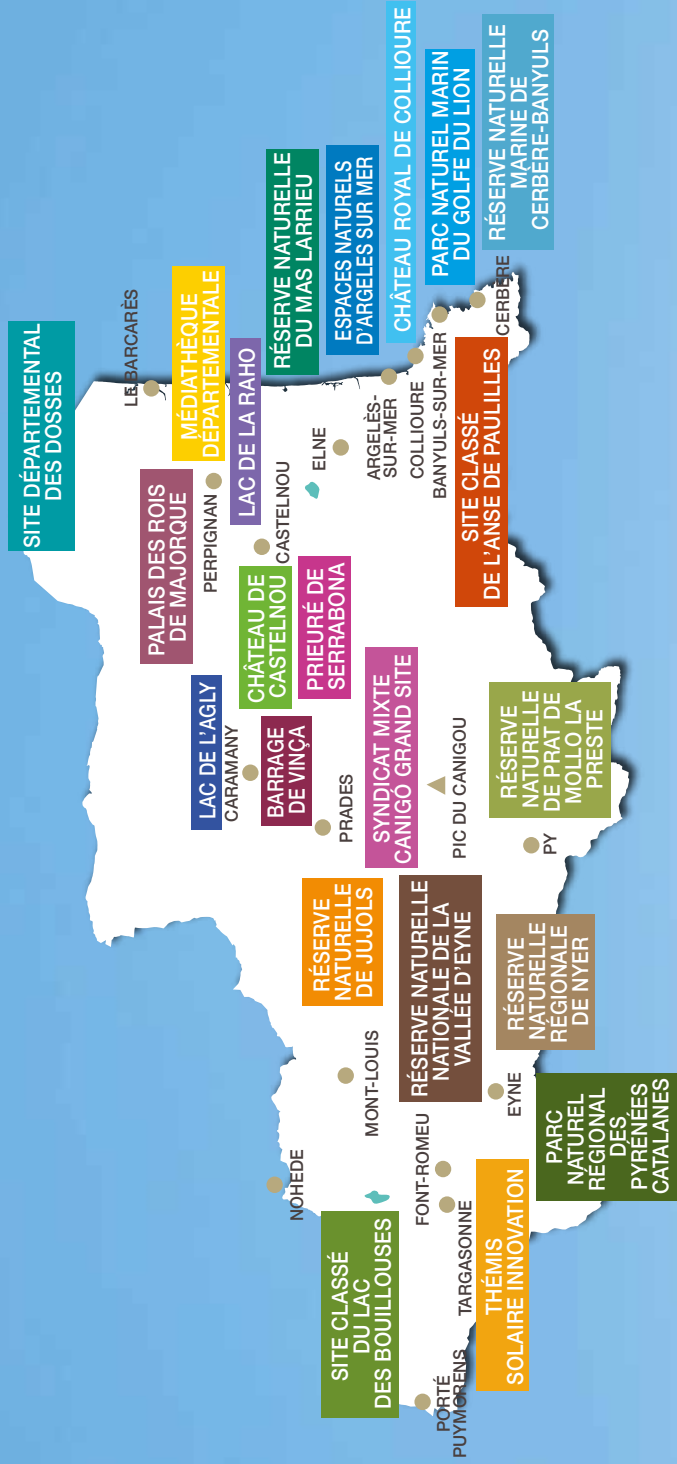 SITE DÉPARTEMENTAL
DES DOSSES
LE BARCARÈS
PALAIS DES ROIS
DE MAJORQUE
MÉDIATHÈQUE
DÉPARTEMENTALE
PERPIGNAN
LAC DE L'AGLY
CARAMANY
CHÂTEAU DE
CASTELNOU
LAC DE LA RAHO
CASTELNOU
RÉSERVE NATURELLE
DU MAS LARRIEU
BARRAGE
DE VINÇA
PRIEURÉ DE
SERRABONA
ELNE
ESPACES NATURELS
D'ARGELES SUR MER
NOHEDE
PRADES
ARGELÈS-
SUR-MER
CHÂTEAU ROYAL DE COLLIOURE
COLLIOURE
RÉSERVE
NATURELLE
DE JUJOLS
SYNDICAT MIXTE
CANIGÓ GRAND SITE
MONT-LOUIS
SITE CLASSÉ
DU LAC
DES BOUILLOUSES
BANYULS-SUR-MER
PARC NATUREL MARIN
DU GOLFE DU LION
FONT-ROMEU
RÉSERVE NATURELLE
NATIONALE DE LA
VALLÉE D'EYNE
PIC DU CANIGOU
SITE CLASSÉ
DE L'ANSE DE PAULILLES
CERBÈRE
RÉSERVE NATURELLE
MARINE DE
CERBÈRE-BANYULS
PORTÉ
PUYMORENS
TARGASONNE
THÉMIS
SOLAIRE INNOVATION
EYNE
RÉSERVE
NATURELLE
RÉGIONALE
DE NYER
PY
RÉSERVE
NATURELLE
DE PRAT DE
MOLLO LA
PRESTE
PARC
NATUREL
RÉGIONAL
DES
PYRÉNÉES
CATALANES